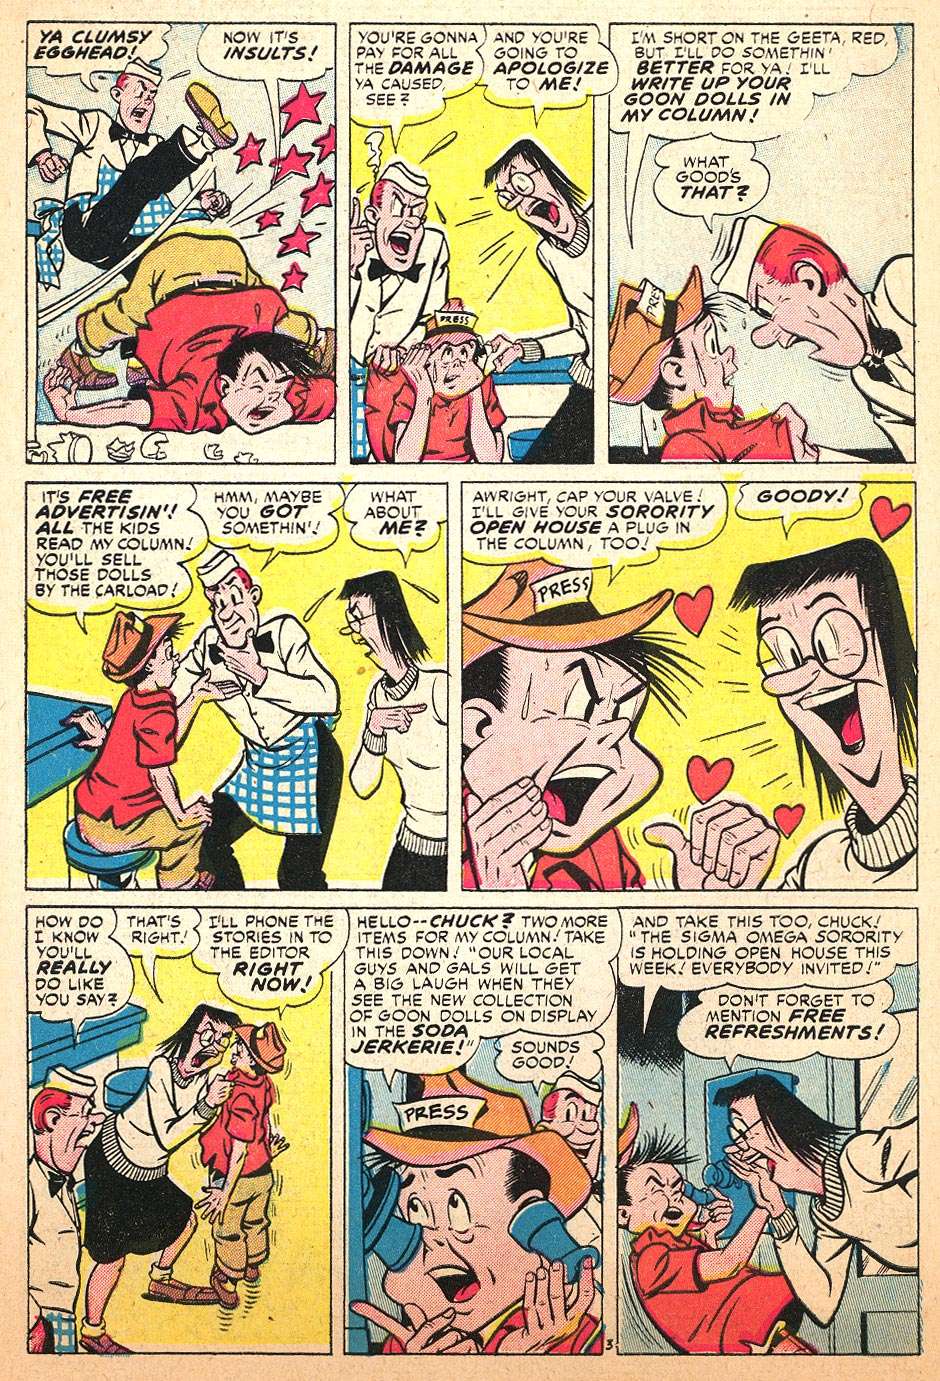 YA CLUMSY
EGGHEAD!
NOW IT'S
INSULTS!
YOU'RE GONNA
PAY FOR ALL
THE DAMAGE
YA CAUSED,
SEE?
AND YOU'RE
GOING TO
APOLOGIZE
TO ME!
PRESS
I'M SHORT ON THE GEETA, RED,
BUT I'LL DO SOMETHIN'
BETTER FOR YA! I'LL
WRITE UP YOUR
GOON DOLLS IN
MY COLUMN!
WHAT
GOOD'S
THAT?
PRESS
IT'S FREE
ADVERTISIN'!
ALL THE KIDS
READ MY COLUMN!
YOU'LL SELL
THOSE DOLLS
BY THE CARLOAD!
HMM, MAYBE
YOU GOT
SOMETHIN'!
WHAT
ABOUT
ME?
AWRIGHT, CAP YOUR VALVE!
I'LL GIVE YOUR SORORITY
OPEN HOUSE A PLUG IN
THE COLUMN, TOO!
GOODY!
PRESS
HOW DO
I KNOW
YOU'LL
REALLY
DO LIKE
YOU SAY?
THAT'S
RIGHT!
I'LL PHONE THE
STORIES IN TO
THE EDITOR
RIGHT
NOW!
HELLO--CHUCK? TWO MORE
ITEMS FOR MY COLUMN! TAKE
THIS DOWN! "OUR LOCAL
GUYS AND GALS WILL GET
A BIG LAUGH WHEN THEY
SEE THE NEW COLLECTION
OF GOON DOLLS ON DISPLAY
IN THE SODA
JERKERIE!"
SOUNDS
GOOD!
PRESS
3
AND TAKE THIS TOO, CHUCK!
"THE SIGMA OMEGA SORORITY
IS HOLDING OPEN HOUSE THIS
WEEK! EVERYBODY INVITED!"
DON'T FORGET TO
MENTION FREE
REFRESHMENTS!